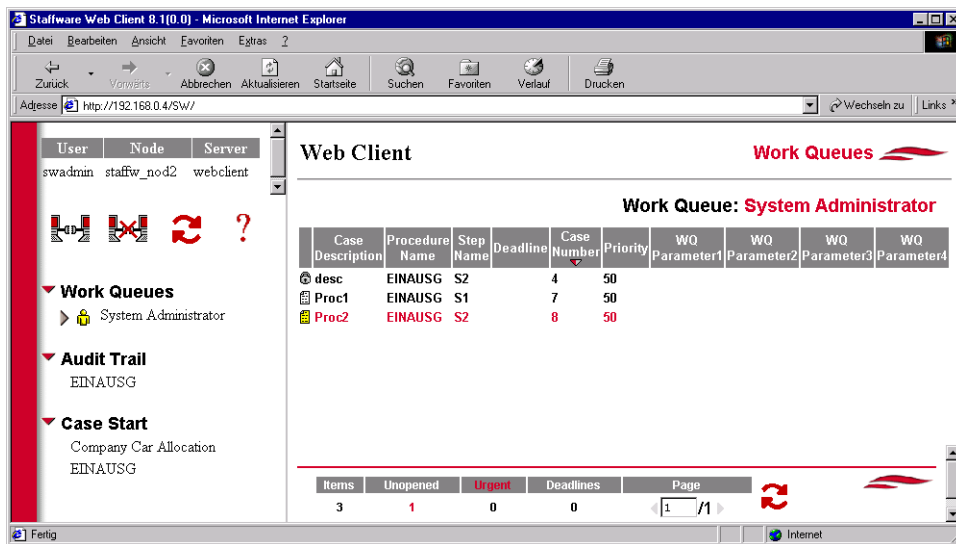 Staffware Web Client 8.1(0.0) - Microsoft Internet Explorer
Datei Bearbeiten Ansicht Favoriten Extras ?
Zurück Vorwärts Abbrechen Aktualisieren Startseite Suchen Favoriten Verlauf Drucken
Adresse http://192.168.0.4/SW/ Wechseln zu Links »
User Node Server
swadmin staffw_nod2 webclient
?
Work Queues
System Administrator
Audit Trail
EINAUSG
Case Start
Company Car Allocation
EINAUSG
Web Client Work Queues
Work Queue: System Administrator
Case Description Procedure Name Step Name Deadline Case Number Priority WQ Parameter1 WQ Parameter2 WQ Parameter3 WQ Parameter4
desc EINAUSG S2 4 50
Proc1 EINAUSG S1 7 50
Proc2 EINAUSG S2 8 50
Items Unopened Urgent Deadlines Page
3 1 0 0 1 /1
Fertig Internet